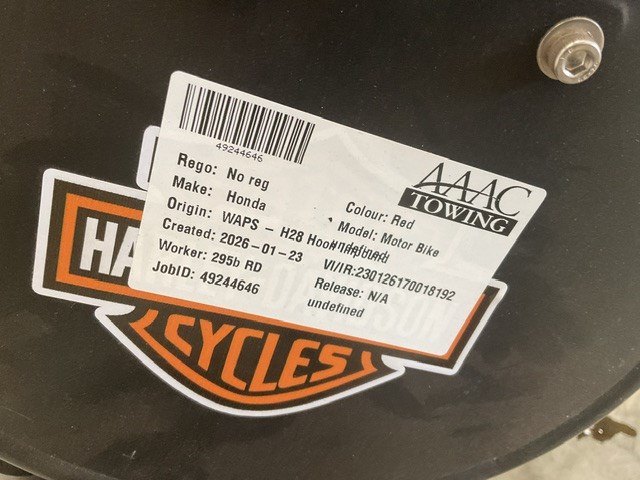 49244646
AAAC
TOWING
Rego: No reg
Make: Honda
Colour: Red
Origin: WAPS - H28 Hoon
Model: Motor Bike
Created: 2026-01-23
VI/IR:230126170018192
Worker: 295b RD
Release: N/A
JobID: 49244646
undefined
HA
CYCLES